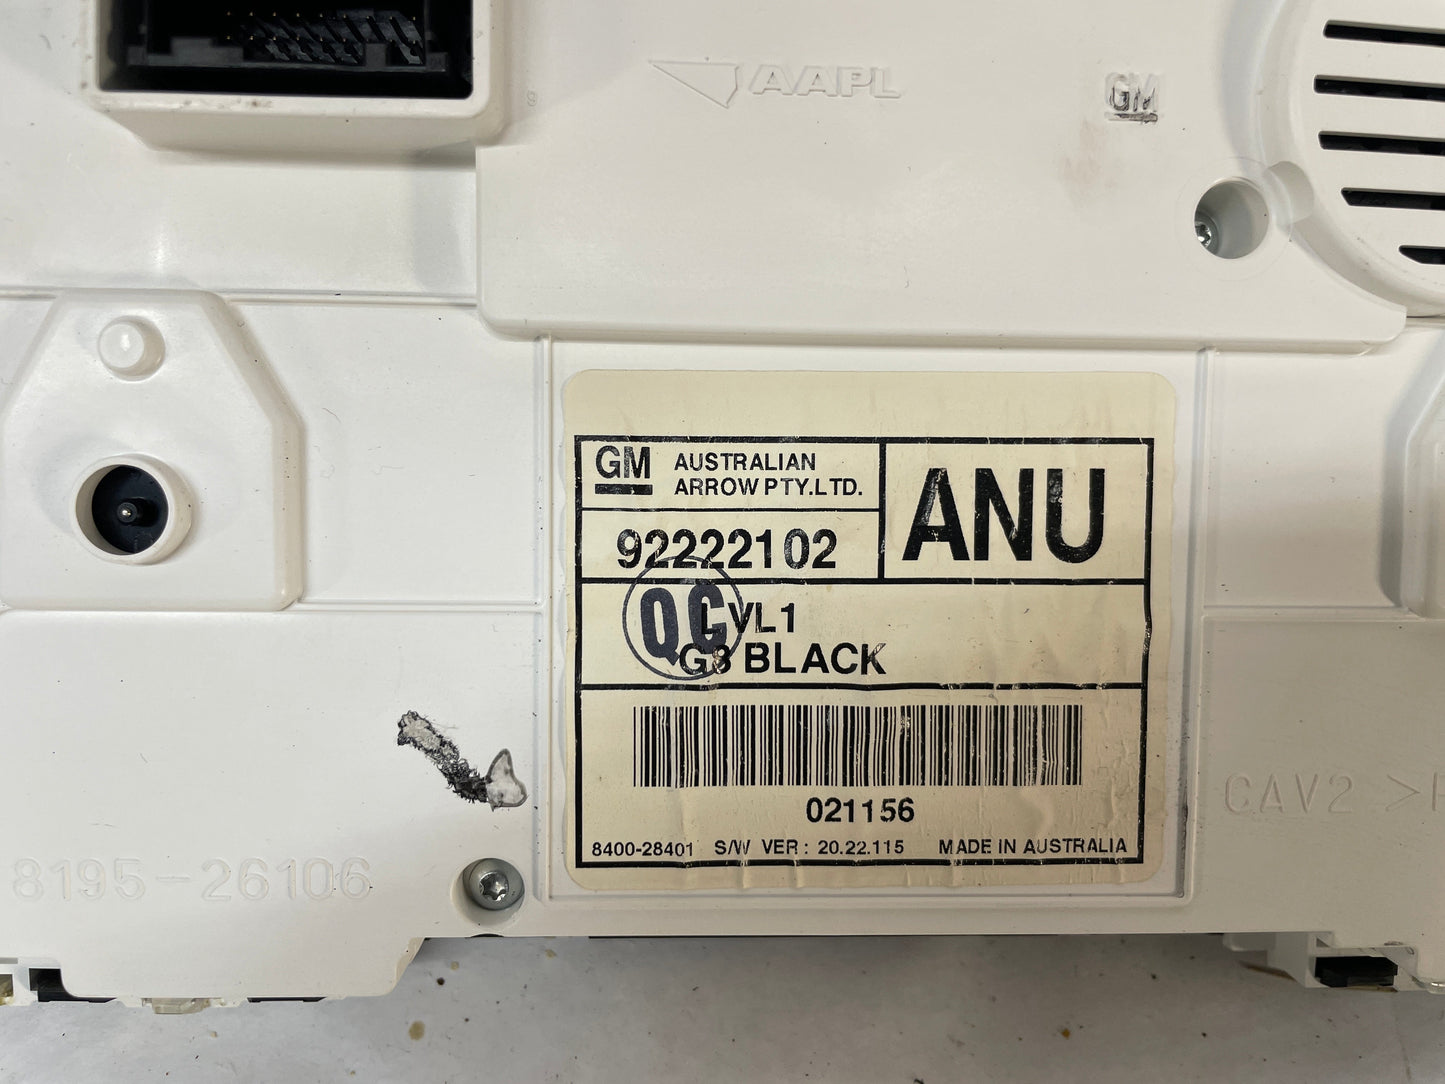 AAPL
GM
GM
AUSTRALIAN
ARROW PTY.LTD.
ANU
92222102
QC
LVL1
G8 BLACK
021156
8400-28401 S/W VER : 20.22.115 MADE IN AUSTRALIA
CAV2 >
8195-26106